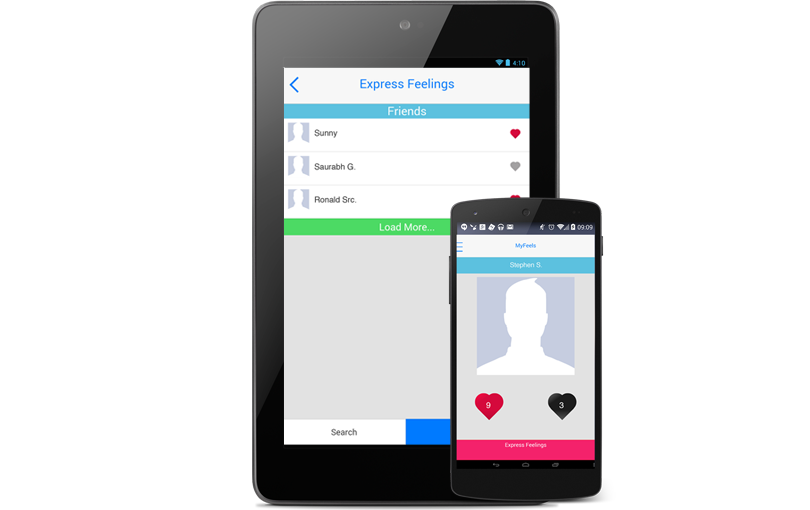 4:10
Express Feelings
Friends
Sunny
Saurabh G.
Ronald Src.
Load More...
Search
09:09
MyFeels
Stephen S.
9
3
Express Feelings